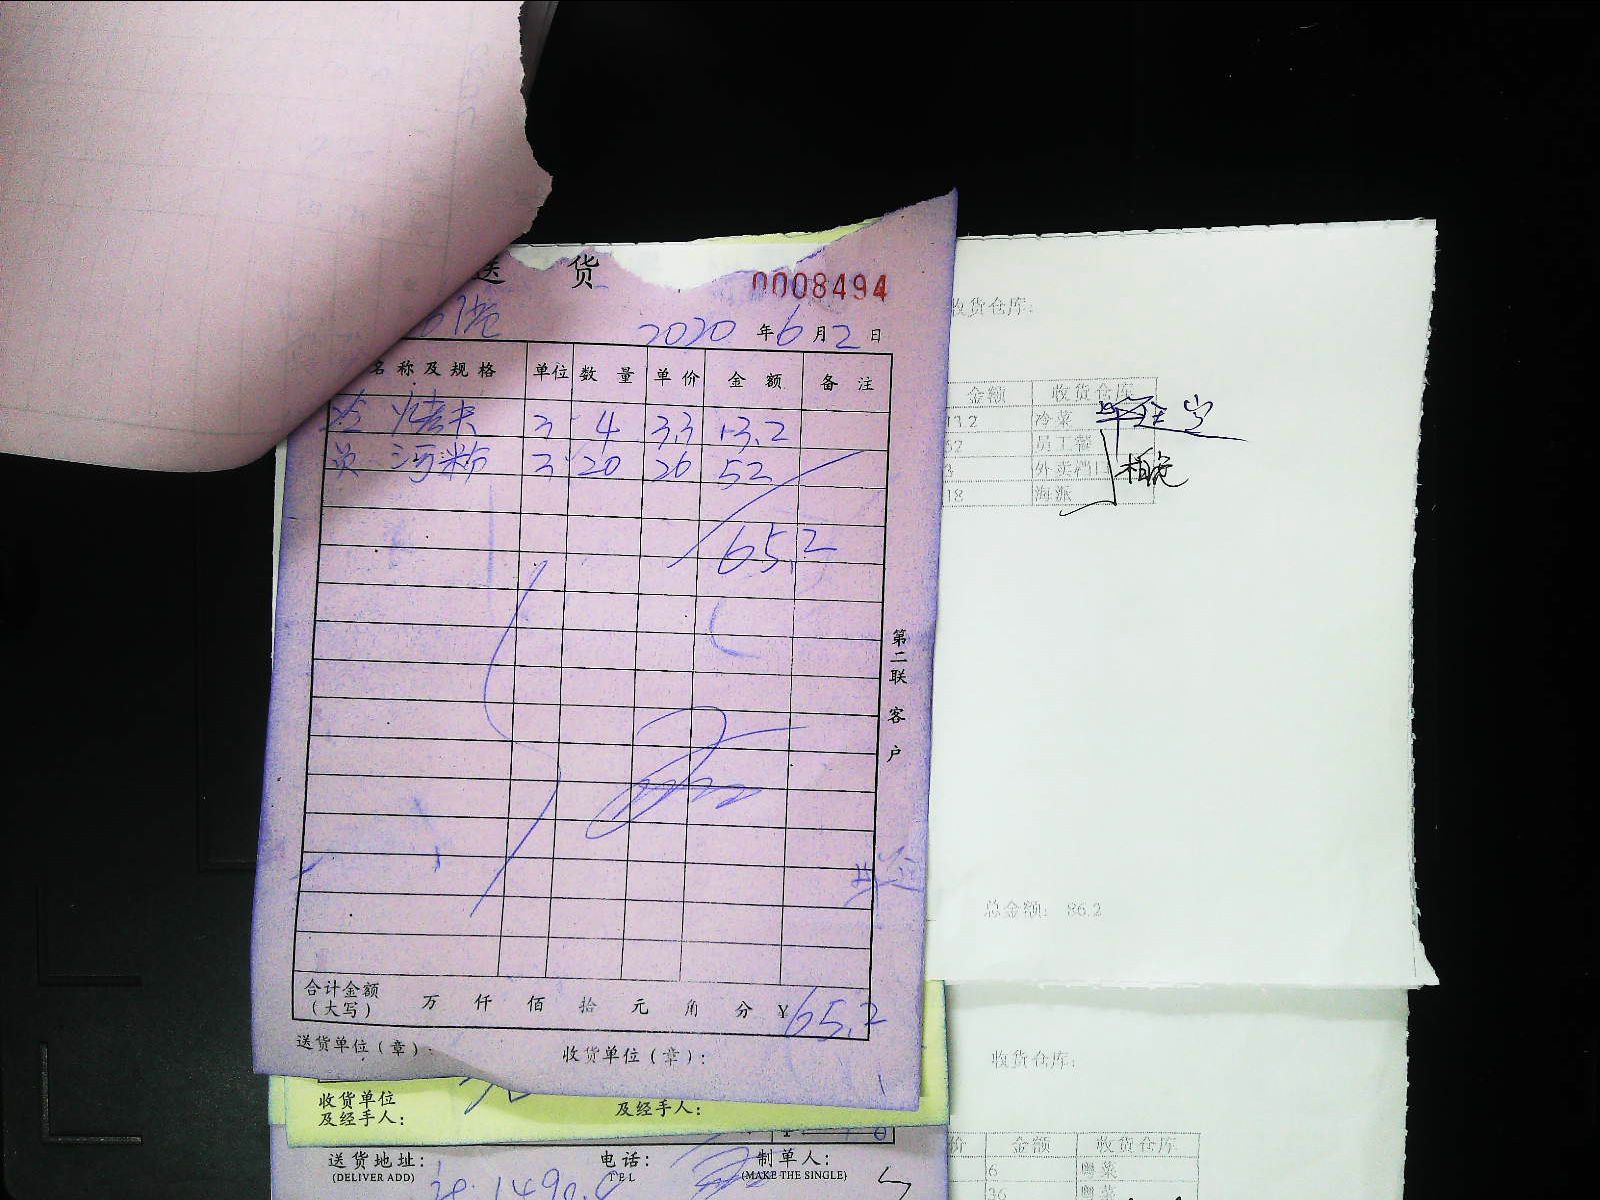 送 货
0008494
2020 年 6 月 2 日
名称及规格 单位 数量 单价 金额 备注
烤夫 3 4 3.3 13.2
河粉 3 20 26 52
65.2
第二联 客户
合计金额
(大写) 万 仟 佰 拾 元 角 分 ¥65.2
送货单位(章): 收货单位(章):
收货单位
及经手人: 及经手人:
送货地址: 电话: 制单人:
(DELIVER ADD) TEL (MAKE THE SINGLE)
收货仓库:
金额 收货仓库
13.2 冷菜
52 员工餐
外卖档口
18 海派
总金额: 86.2
收货仓库:
价 金额 收货仓库
6 粤菜
36 粤菜